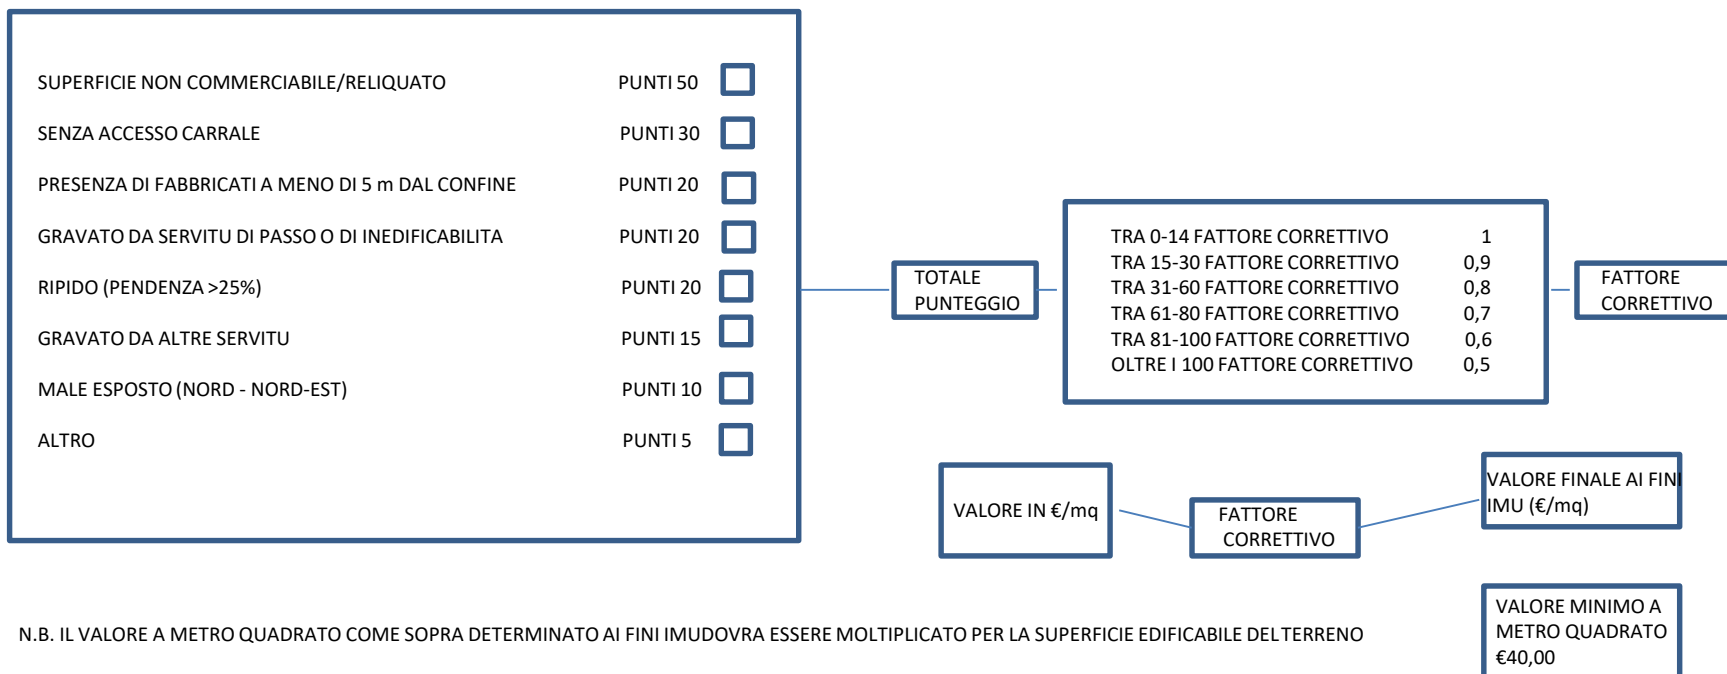 SUPERFICIE NON COMMERCIABILE/RELIQUATO PUNTI 50
SENZA ACCESSO CARRALE PUNTI 30
PRESENZA DI FABBRICATI A MENO DI 5 m DAL CONFINE PUNTI 20
GRAVATO DA SERVITU DI PASSO O DI INEDIFICABILITA PUNTI 20
RIPIDO (PENDENZA >25%) PUNTI 20
GRAVATO DA ALTRE SERVITU PUNTI 15
MALE ESPOSTO (NORD - NORD-EST) PUNTI 10
ALTRO PUNTI 5
TOTALE
PUNTEGGIO
TRA 0-14 FATTORE CORRETTIVO 1
TRA 15-30 FATTORE CORRETTIVO 0,9
TRA 31-60 FATTORE CORRETTIVO 0,8
TRA 61-80 FATTORE CORRETTIVO 0,7
TRA 81-100 FATTORE CORRETTIVO 0,6
OLTRE I 100 FATTORE CORRETTIVO 0,5
FATTORE
CORRETTIVO
VALORE IN €/mq
FATTORE
CORRETTIVO
VALORE FINALE AI FINI
IMU (€/mq)
VALORE MINIMO A
METRO QUADRATO
€40,00
N.B. IL VALORE A METRO QUADRATO COME SOPRA DETERMINATO AI FINI IMUDOVRA ESSERE MOLTIPLICATO PER LA SUPERFICIE EDIFICABILE DEL TERRENO